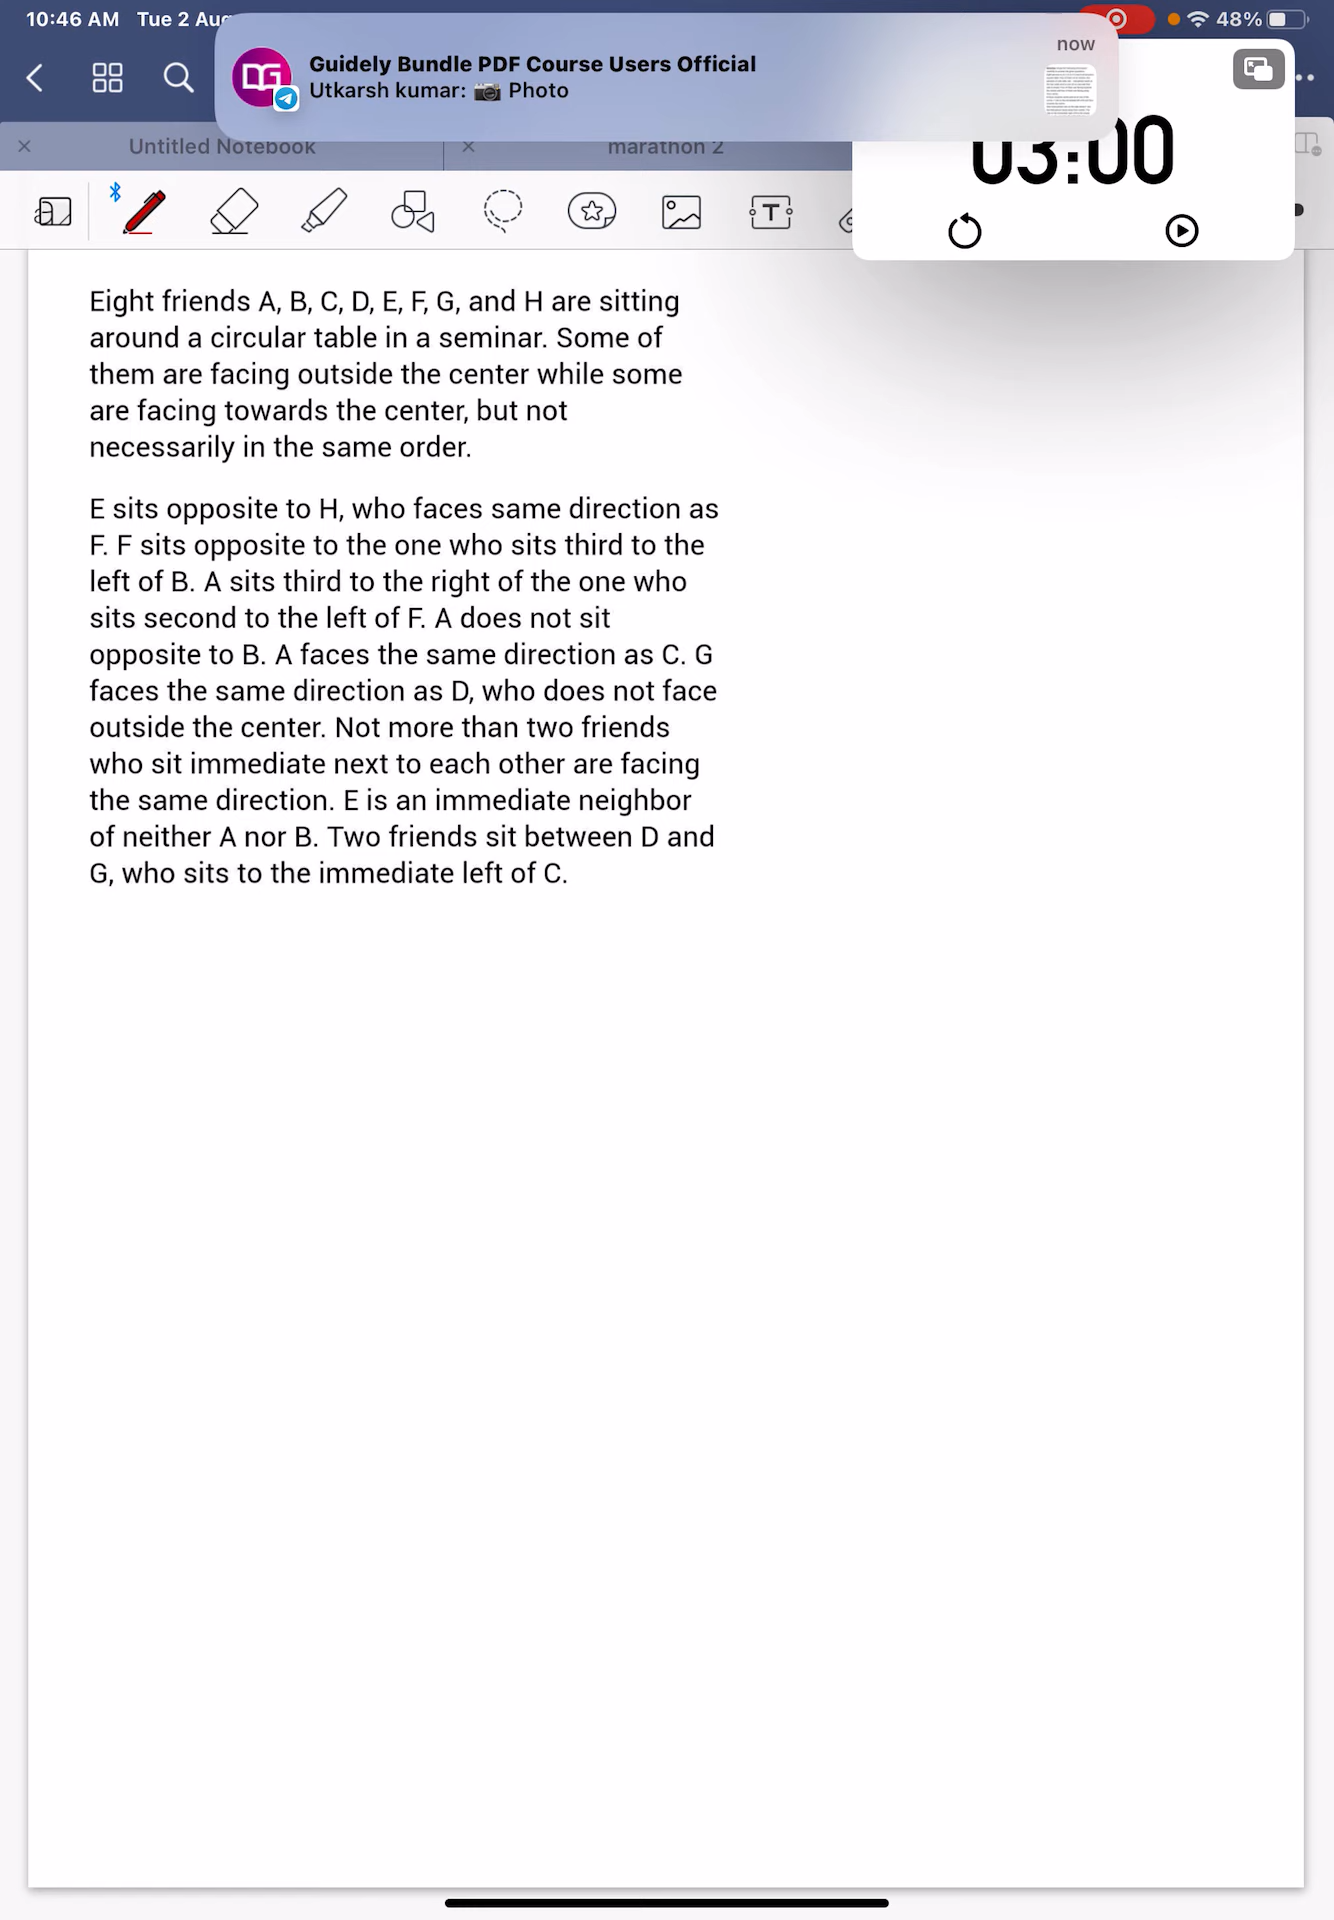 10:46 AM Tue 2 Aug
now
Guidely Bundle PDF Course Users Official
Utkarsh kumar: 📷 Photo
48%
03:00
Untitled Notebook
marathon 2
T
Eight friends A, B, C, D, E, F, G, and H are sitting
around a circular table in a seminar. Some of
them are facing outside the center while some
are facing towards the center, but not
necessarily in the same order.
E sits opposite to H, who faces same direction as
F. F sits opposite to the one who sits third to the
left of B. A sits third to the right of the one who
sits second to the left of F. A does not sit
opposite to B. A faces the same direction as C. G
faces the same direction as D, who does not face
outside the center. Not more than two friends
who sit immediate next to each other are facing
the same direction. E is an immediate neighbor
of neither A nor B. Two friends sit between D and
G, who sits to the immediate left of C.